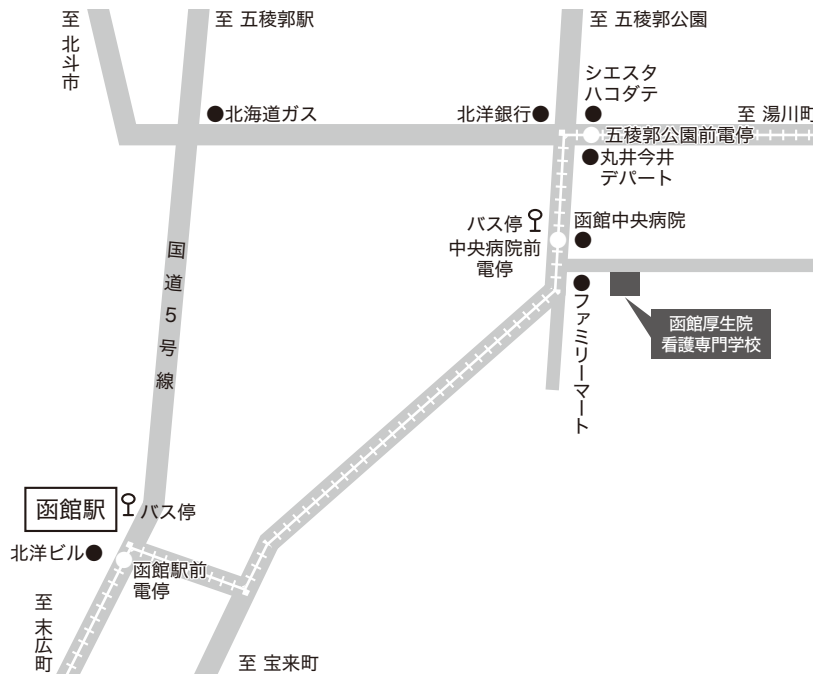 至 北斗市
至 五稜郭駅
至 五稜郭公園
シエスタ
ハコダテ
北海道ガス
北洋銀行
至 湯川町
五稜郭公園前電停
丸井今井
デパート
バス停
函館中央病院
中央病院前
電停
国道5号線
ファミリーマート
函館厚生院
看護専門学校
函館駅
バス停
北洋ビル
函館駅前
電停
至 末広町
至 宝来町